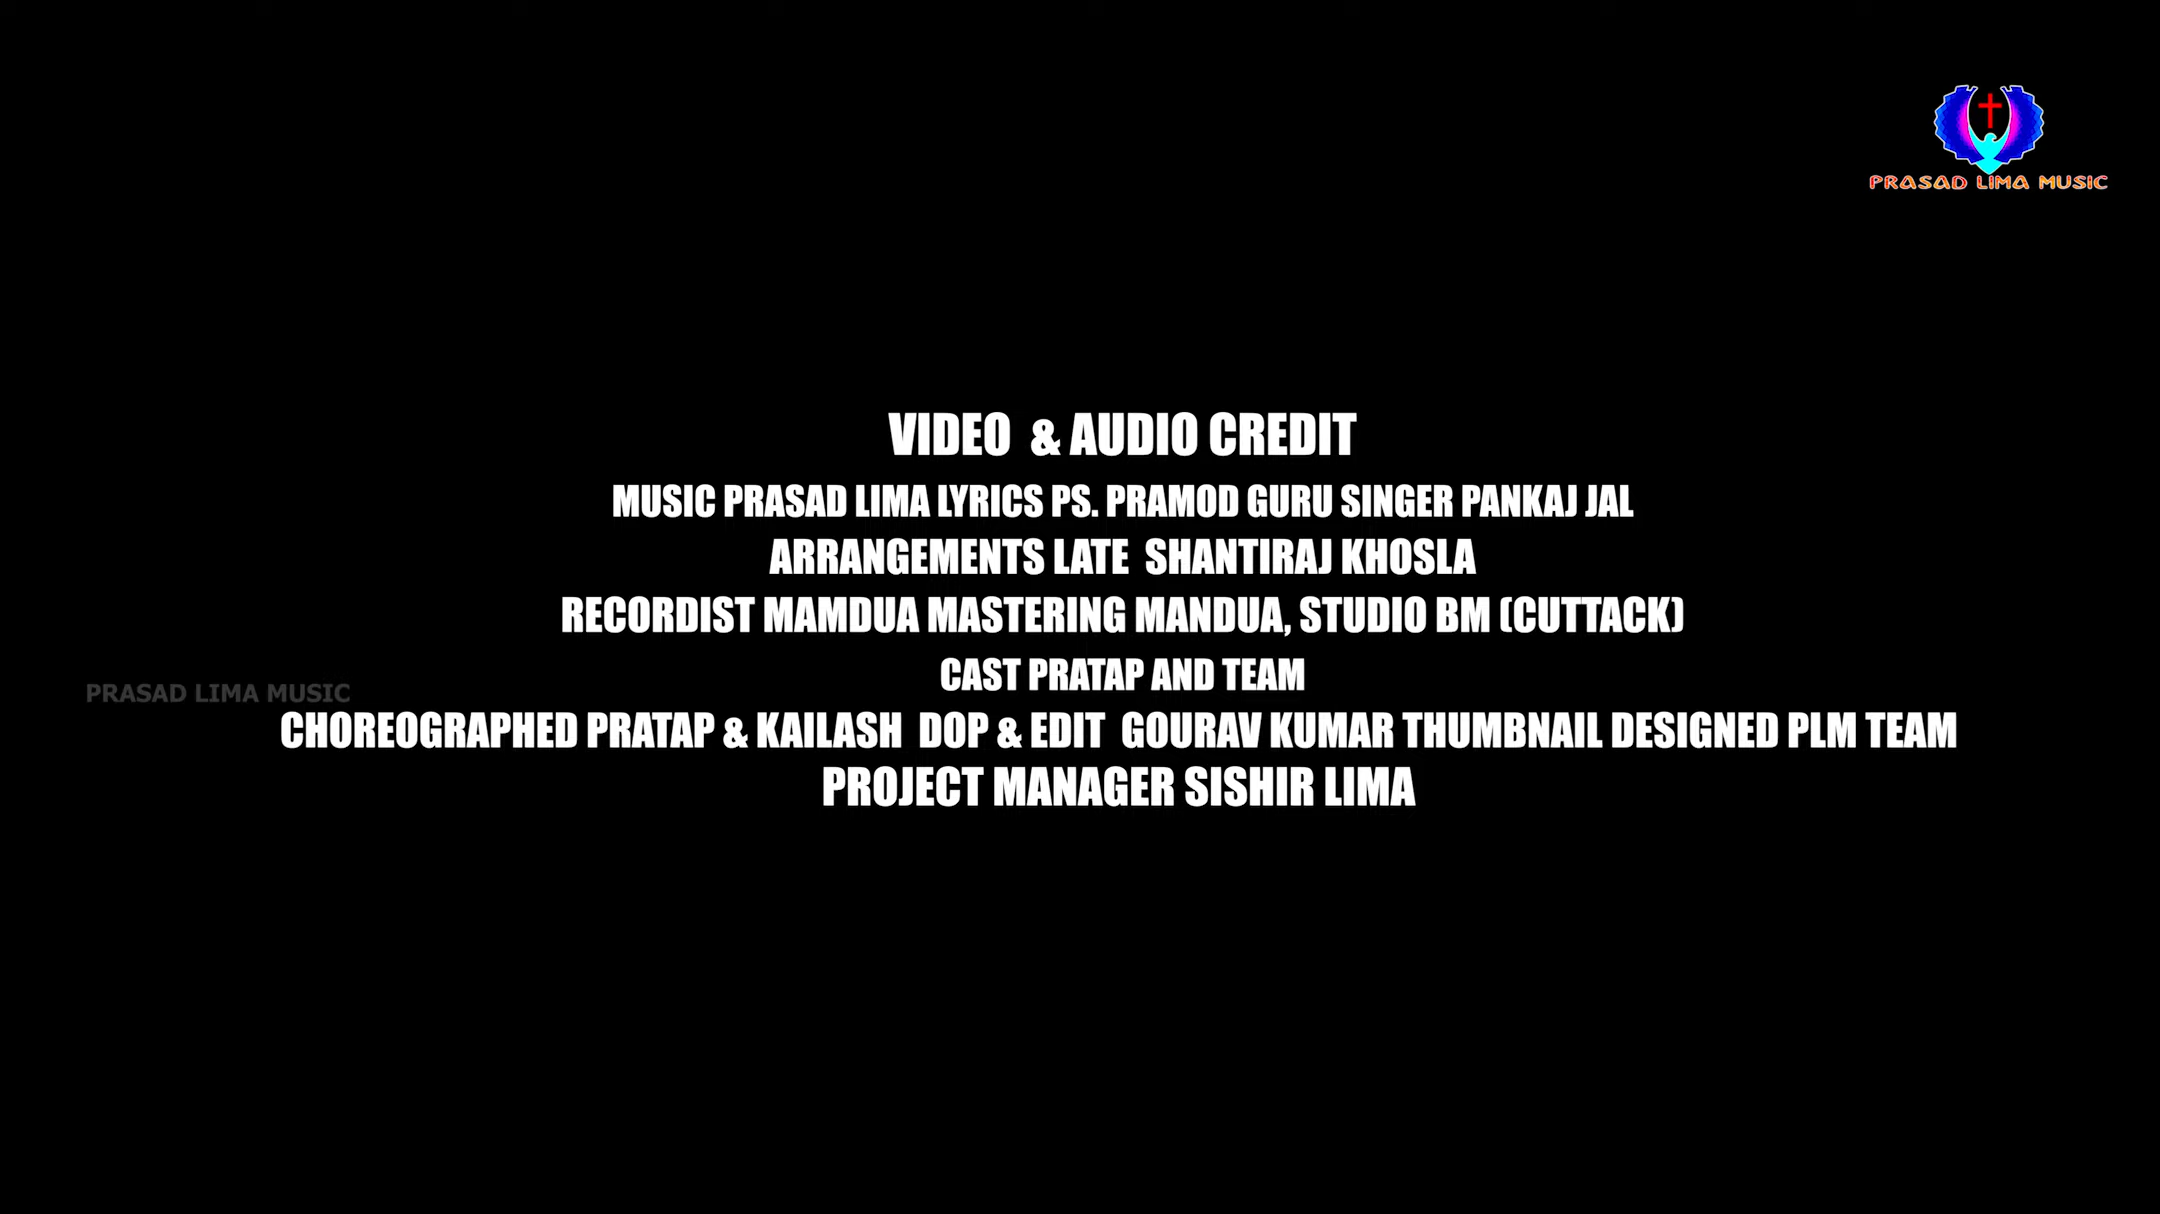 PRASAD LIMA MUSIC
VIDEO & AUDIO CREDIT
MUSIC PRASAD LIMA LYRICS PS. PRAMOD GURU SINGER PANKAJ JAL
ARRANGEMENTS LATE SHANTIRAJ KHOSLA
RECORDIST MAMDUA MASTERING MANDUA, STUDIO BM (CUTTACK)
CAST PRATAP AND TEAM
PRASAD LIMA MUSIC
CHOREOGRAPHED PRATAP & KAILASH DOP & EDIT GOURAV KUMAR THUMBNAIL DESIGNED PLM TEAM
PROJECT MANAGER SISHIR LIMA